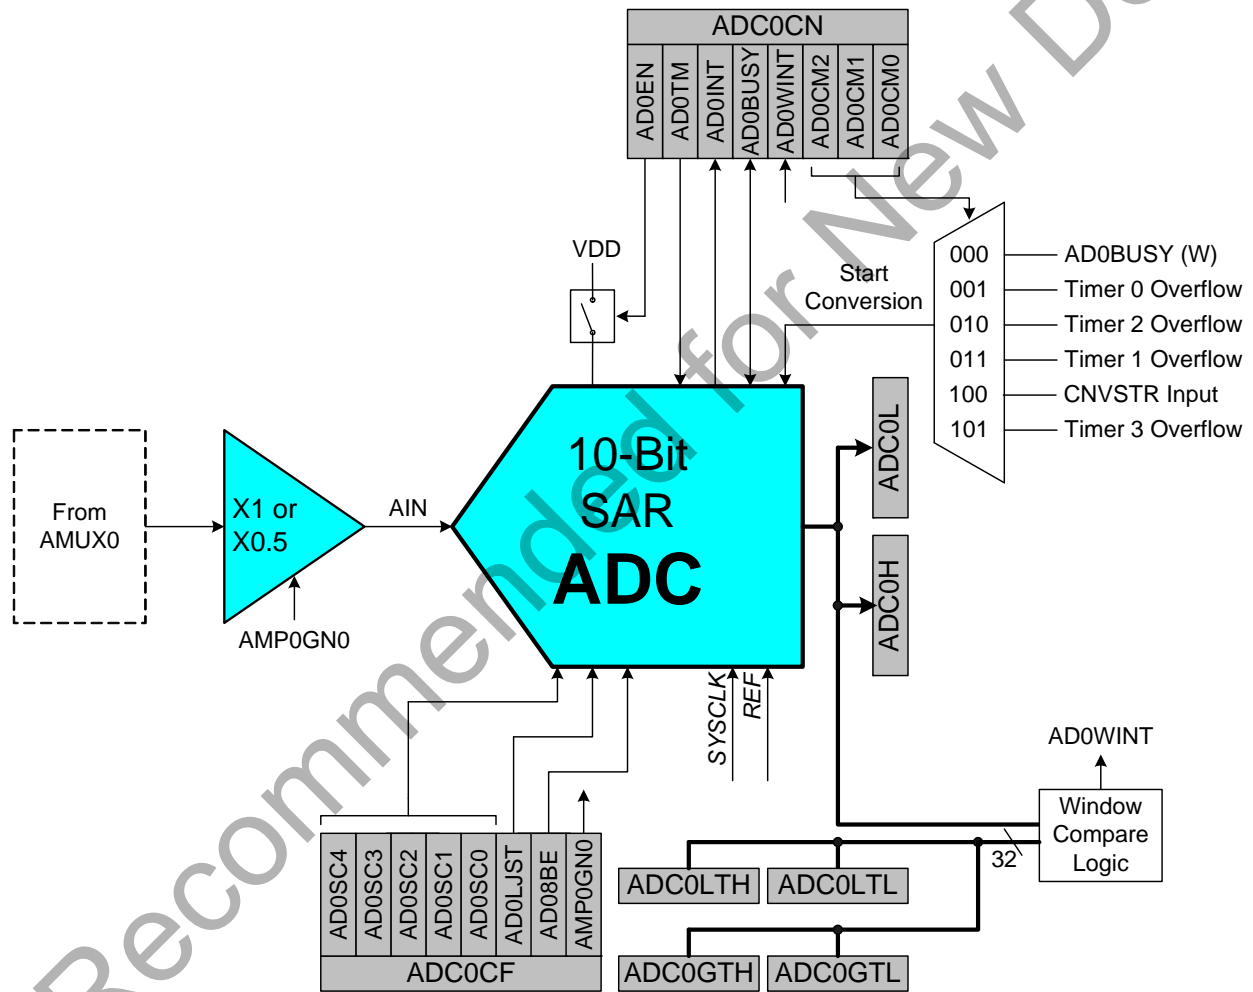 ADC0CN
AD0EN
AD0TM
AD0INT
AD0BUSY
AD0WINT
AD0CM2
AD0CM1
AD0CM0
VDD
Start
Conversion
000
AD0BUSY (W)
001
Timer 0 Overflow
010
Timer 2 Overflow
011
Timer 1 Overflow
100
CNVSTR Input
101
Timer 3 Overflow
From
AMUX0
X1 or
X0.5
AMP0GN0
AIN
10-Bit
SAR
ADC
ADC0L
ADC0H
SYSCLK
REF
AD0WINT
Window
Compare
Logic
32
ADC0LTH
ADC0LTL
ADC0GTH
ADC0GTL
AD0SC4
AD0SC3
AD0SC2
AD0SC1
AD0SC0
AD0LJST
AD08BE
AMP0GN0
ADC0CF
Recommended for New De